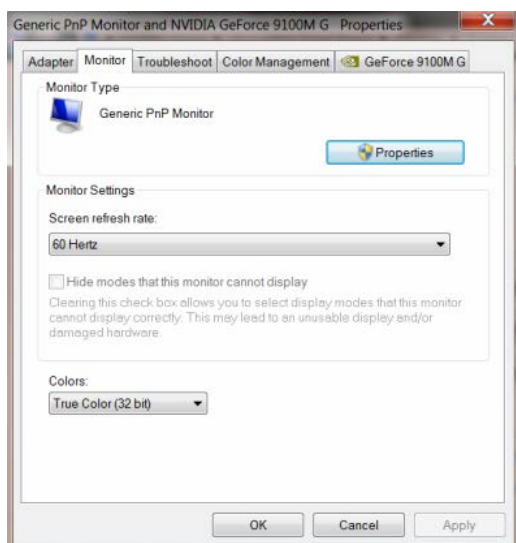 Generic PnP Monitor and NVIDIA GeForce 9100M G Properties
Adapter Monitor Troubleshoot Color Management GeForce 9100M G
Monitor Type
Generic PnP Monitor
Properties
Monitor Settings
Screen refresh rate:
60 Hertz
Hide modes that this monitor cannot display
Clearing this check box allows you to select display modes that this monitor
cannot display correctly. This may lead to an unusable display and/or
damaged hardware.
Colors:
True Color (32 bit)
OK Cancel Apply